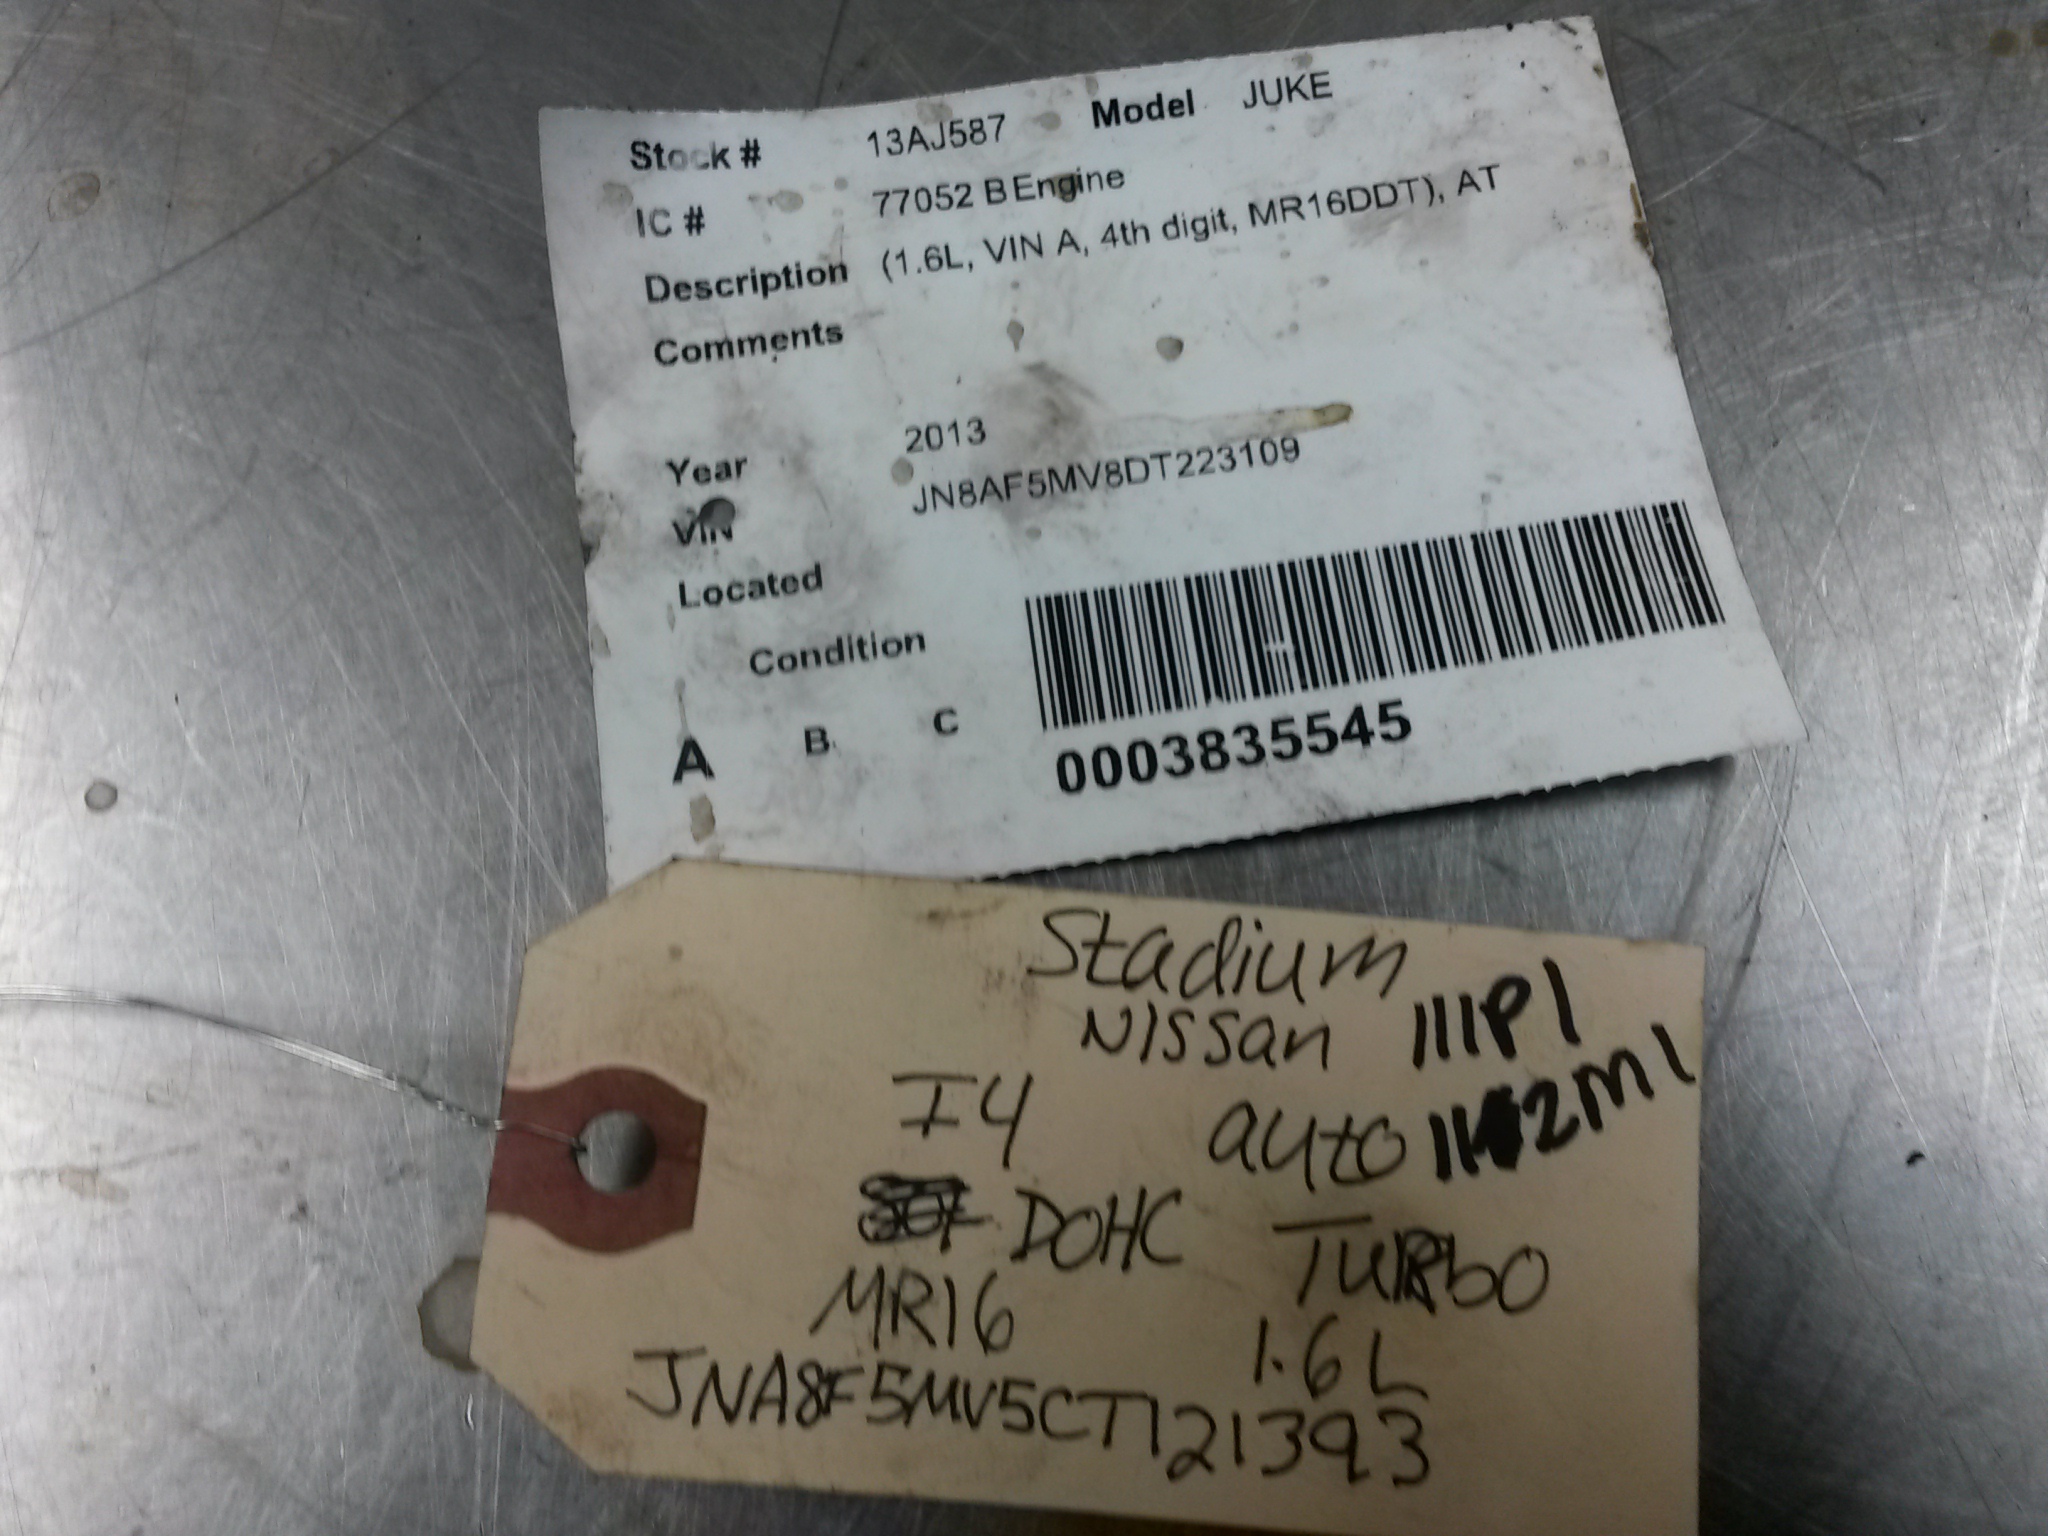 Stock # 13AJ587 Model JUKE
IC # 77052 B Engine
Description (1.6L, VIN A, 4th digit, MR16DDT), AT
Comments
Year 2013
VIN JN8AF5MV8DT223109
Located
Condition
A B C
0003835545
Stadium
Nissan 111P1
I4 auto 112M1
DOHC TURbO
MR16 1.6L
JNA8F5MV5CT121393